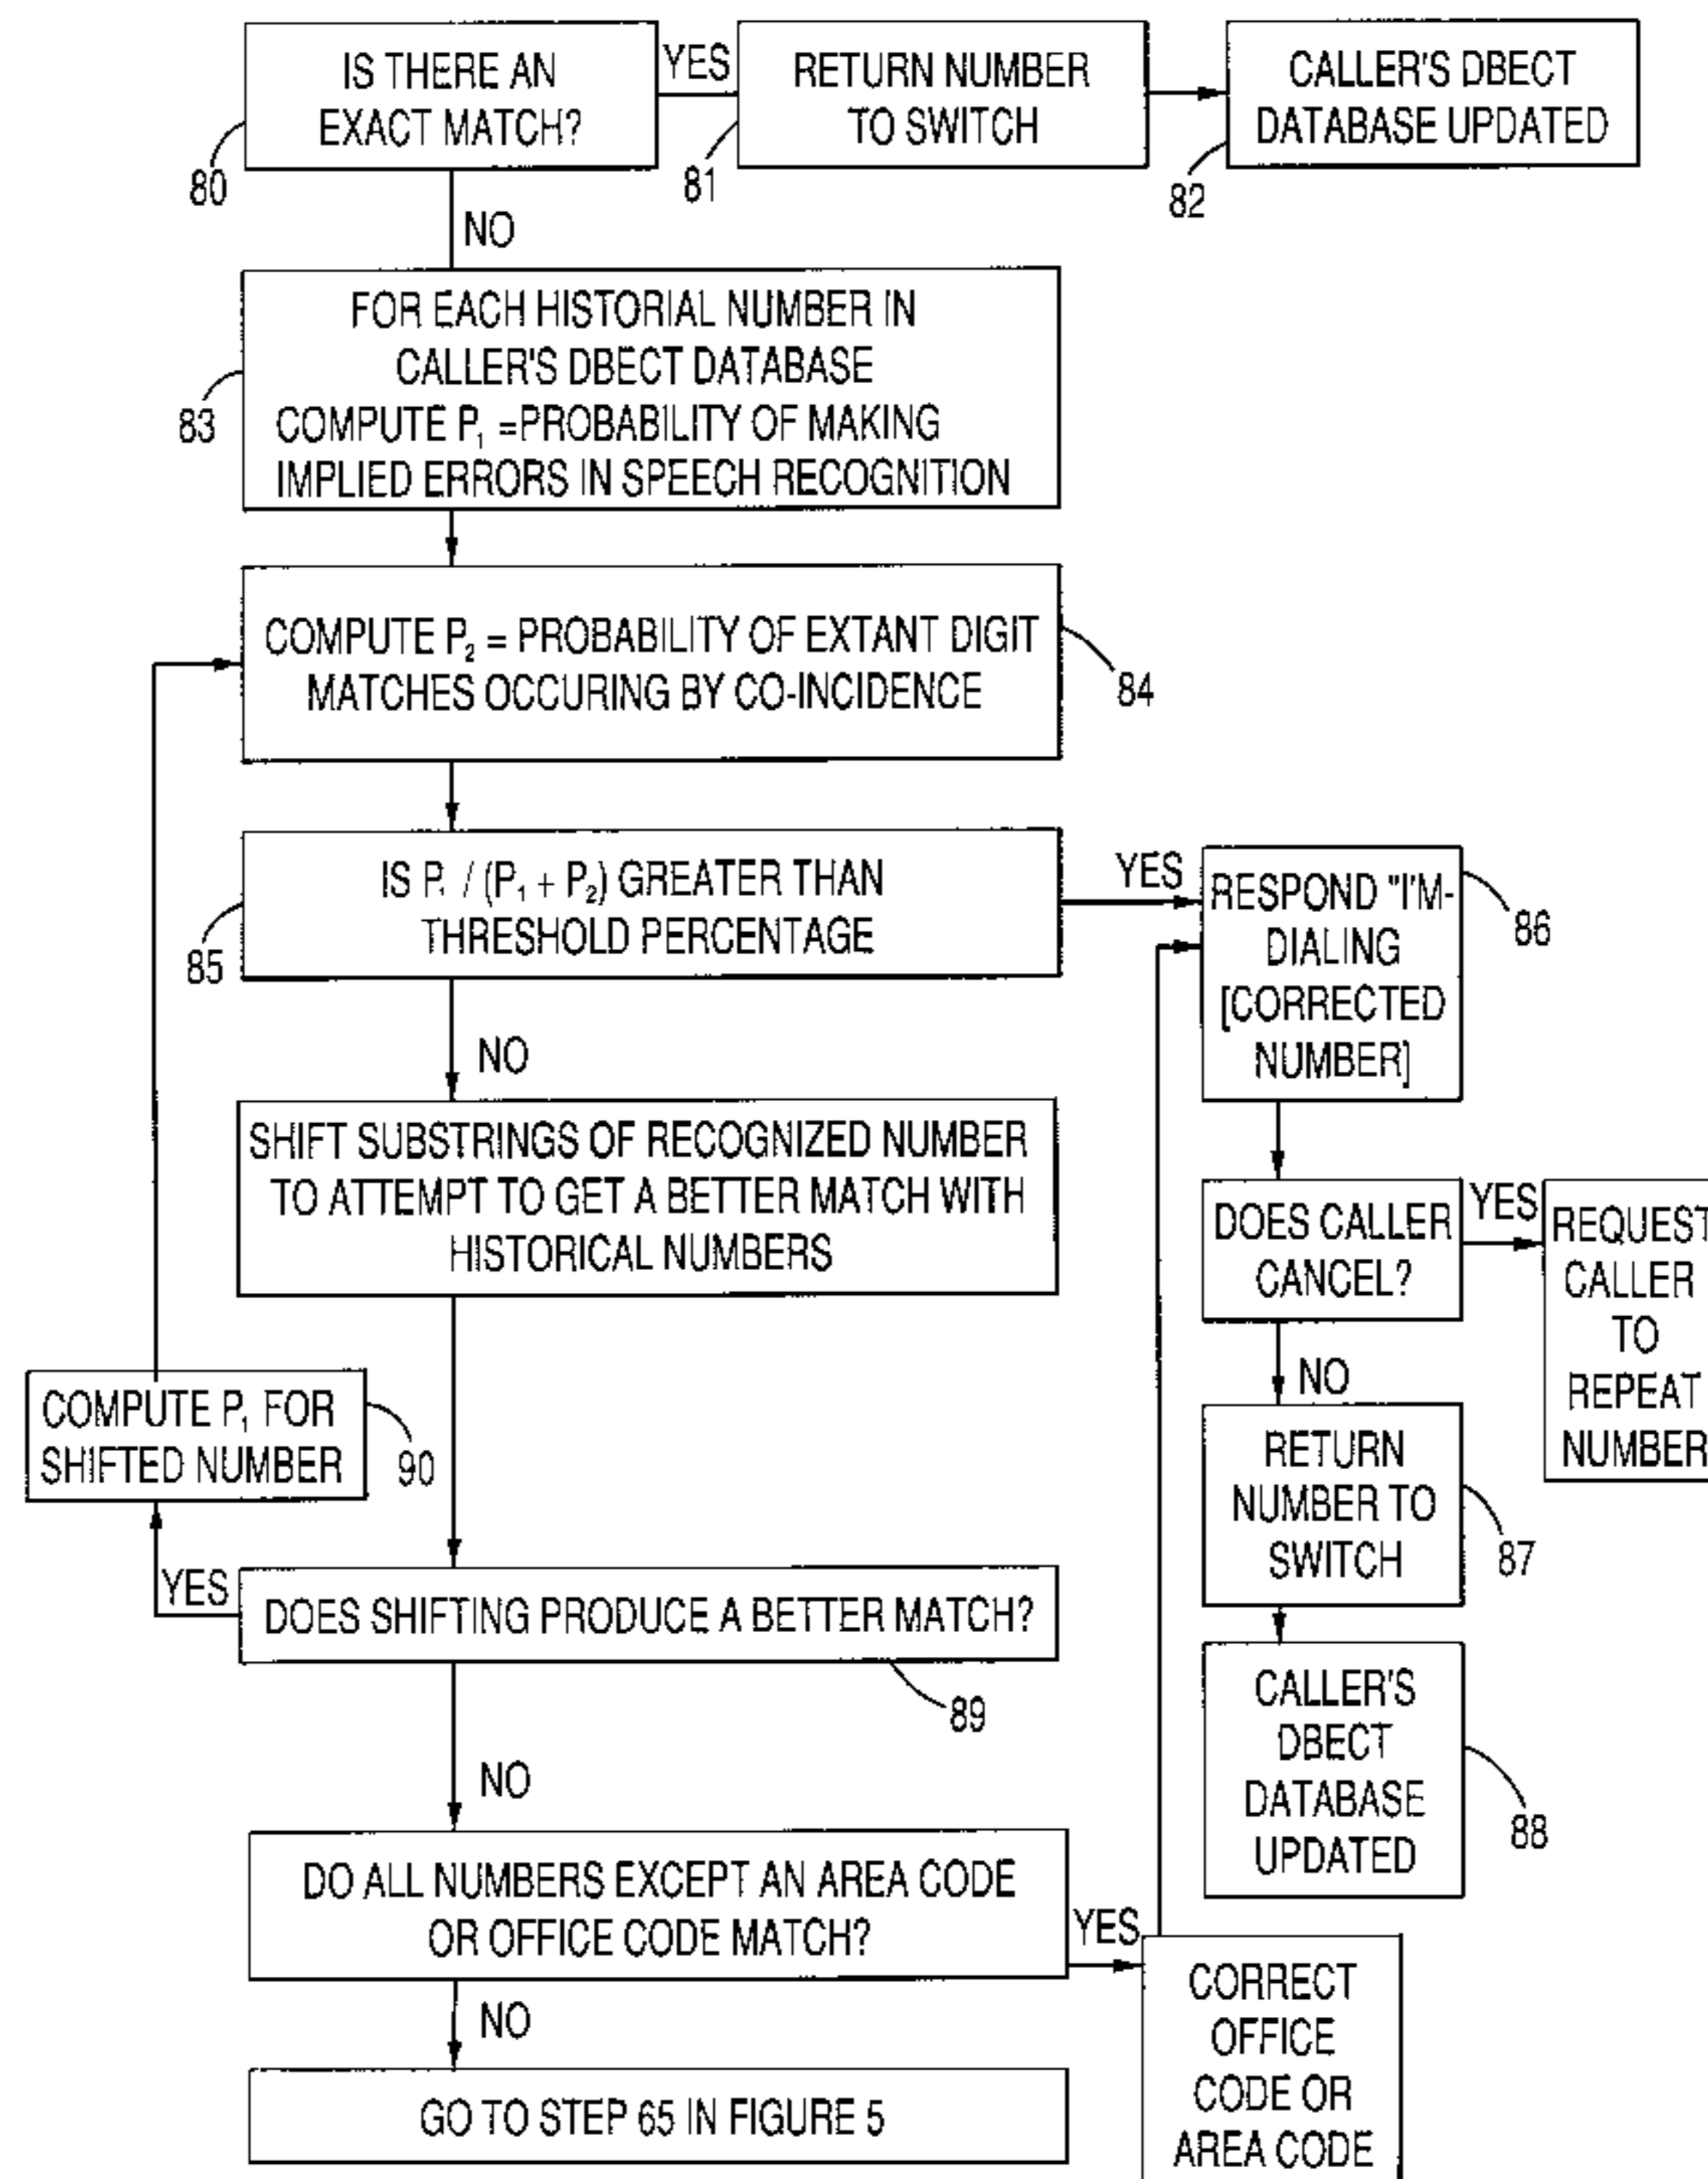 IS THERE AN
EXACT MATCH?
80
YES
RETURN NUMBER
TO SWITCH
81
CALLER'S DBECT
DATABASE UPDATED
82
NO
FOR EACH HISTORIAL NUMBER IN
CALLER'S DBECT DATABASE
COMPUTE P₁ =PROBABILITY OF MAKING
IMPLIED ERRORS IN SPEECH RECOGNITION
83
COMPUTE P₂ = PROBABILITY OF EXTANT DIGIT
MATCHES OCCURING BY CO-INCIDENCE
84
IS P₁ / (P₁ + P₂) GREATER THAN
THRESHOLD PERCENTAGE
85
YES
RESPOND "I'M-
DIALING
[CORRECTED
NUMBER]
86
NO
SHIFT SUBSTRINGS OF RECOGNIZED NUMBER
TO ATTEMPT TO GET A BETTER MATCH WITH
HISTORICAL NUMBERS
DOES CALLER
CANCEL?
YES
REQUEST
CALLER
TO
REPEAT
NUMBER
NO
COMPUTE P₁ FOR
SHIFTED NUMBER
90
RETURN
NUMBER TO
SWITCH
87
YES
DOES SHIFTING PRODUCE A BETTER MATCH?
89
CALLER'S
DBECT
DATABASE
UPDATED
88
NO
DO ALL NUMBERS EXCEPT AN AREA CODE
OR OFFICE CODE MATCH?
YES
CORRECT
OFFICE
CODE OR
AREA CODE
NO
GO TO STEP 65 IN FIGURE 5